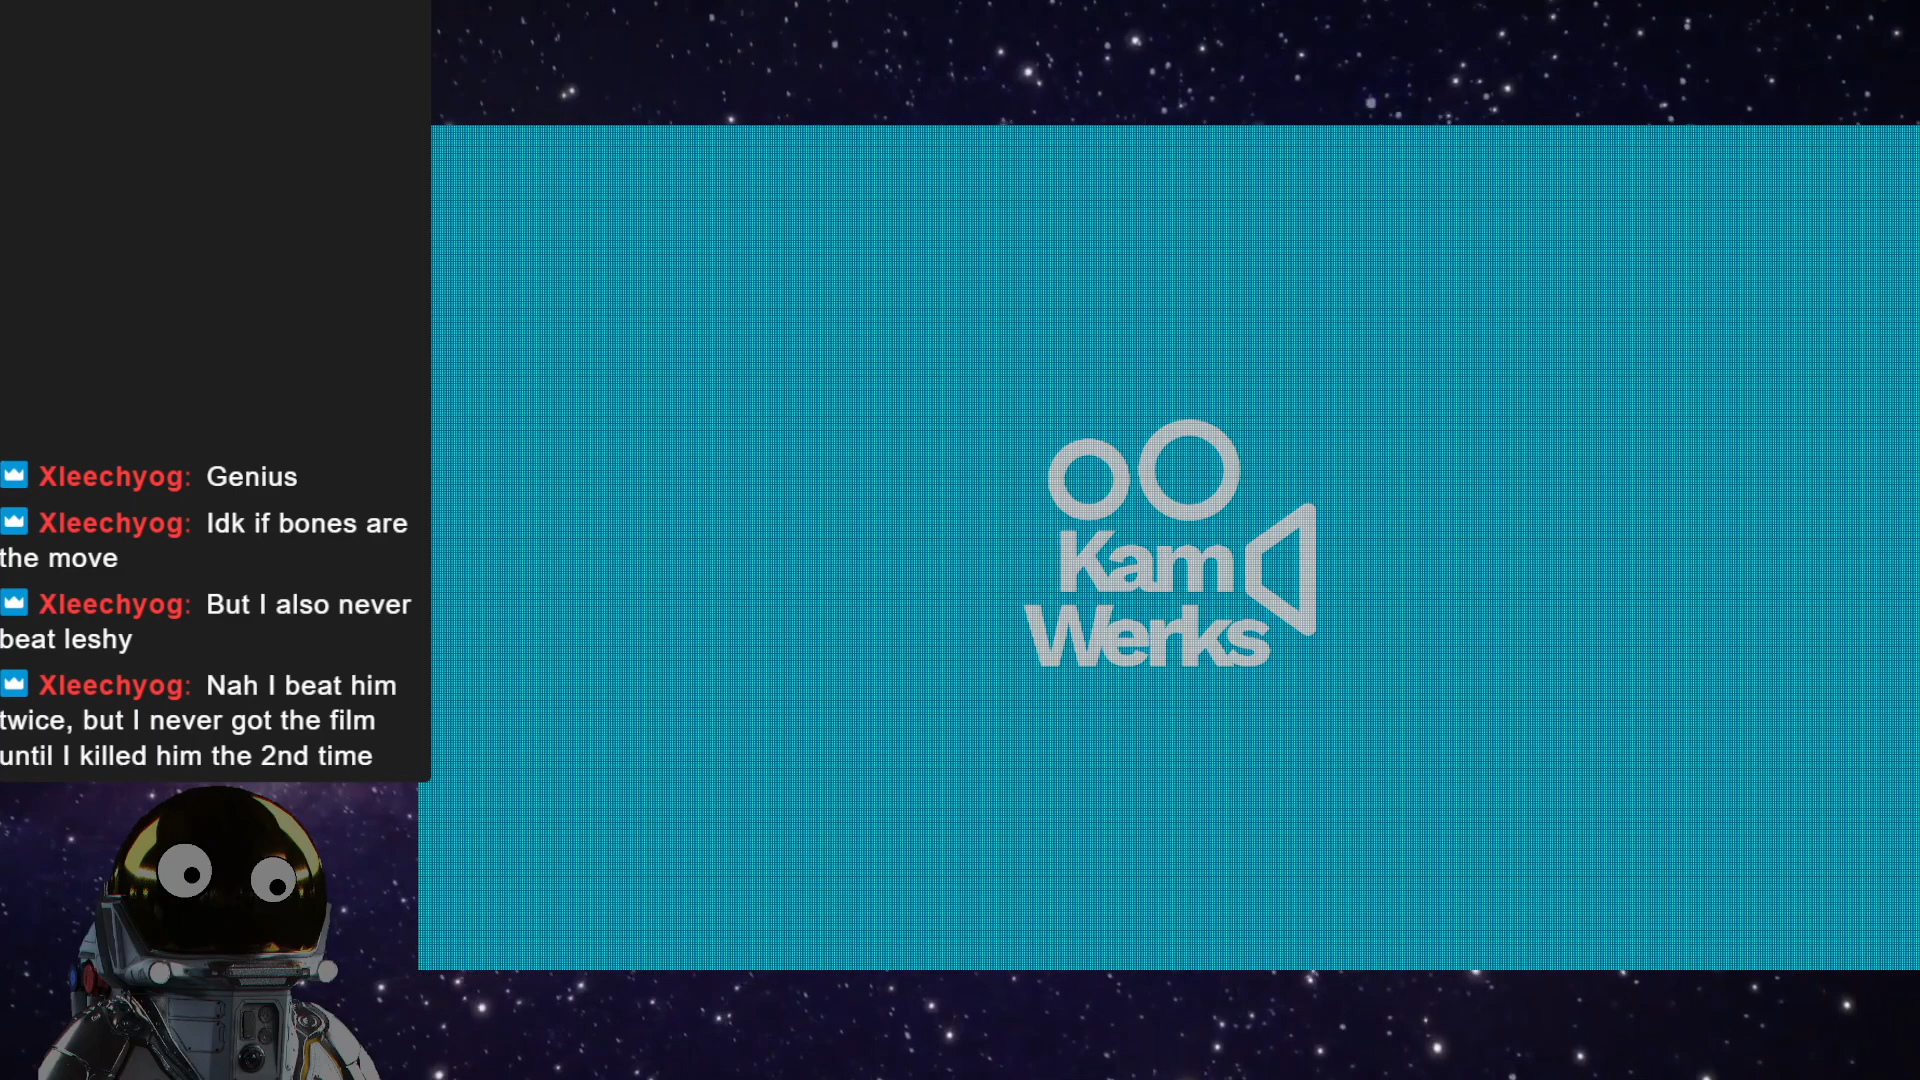 Xleechyog: Genius
Xleechyog: Idk if bones are
the move
Xleechyog: But I also never
beat leshy
Xleechyog: Nah I beat him
twice, but I never got the film
until I killed him the 2nd time
Kam
Werks